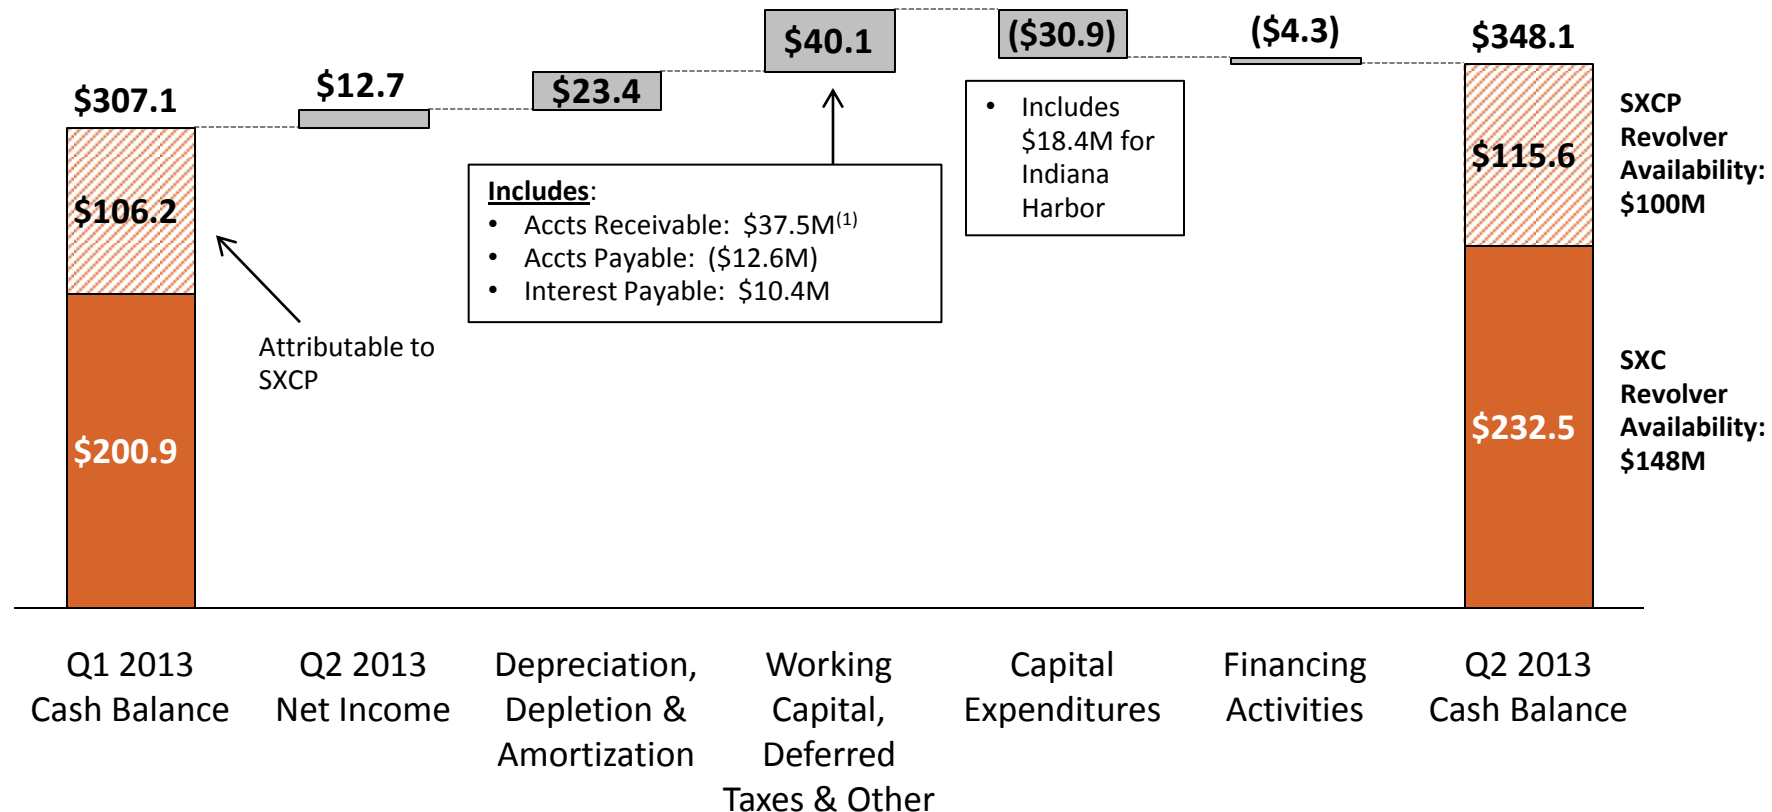 $307.1
$106.2
$200.9
Attributable to
SXCP
$12.7
$23.4
$40.1
Includes:
• Accts Receivable: $37.5M(1)
• Accts Payable: ($12.6M)
• Interest Payable: $10.4M
($30.9)
• Includes
$18.4M for
Indiana
Harbor
($4.3)
$348.1
$115.6
$232.5
SXCP
Revolver
Availability:
$100M
SXC
Revolver
Availability:
$148M
Q1 2013
Cash Balance
Q2 2013
Net Income
Depreciation,
Depletion &
Amortization
Working
Capital,
Deferred
Taxes & Other
Capital
Expenditures
Financing
Activities
Q2 2013
Cash Balance